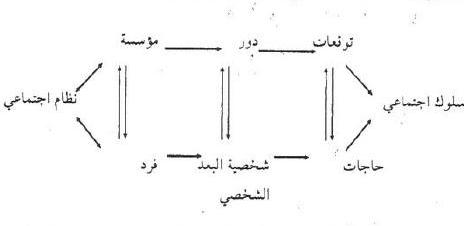 توقعات دور مؤسسة
سلوك اجتماعي نظام اجتماعي
حاجات شخصية البعد فرد
الشخصي